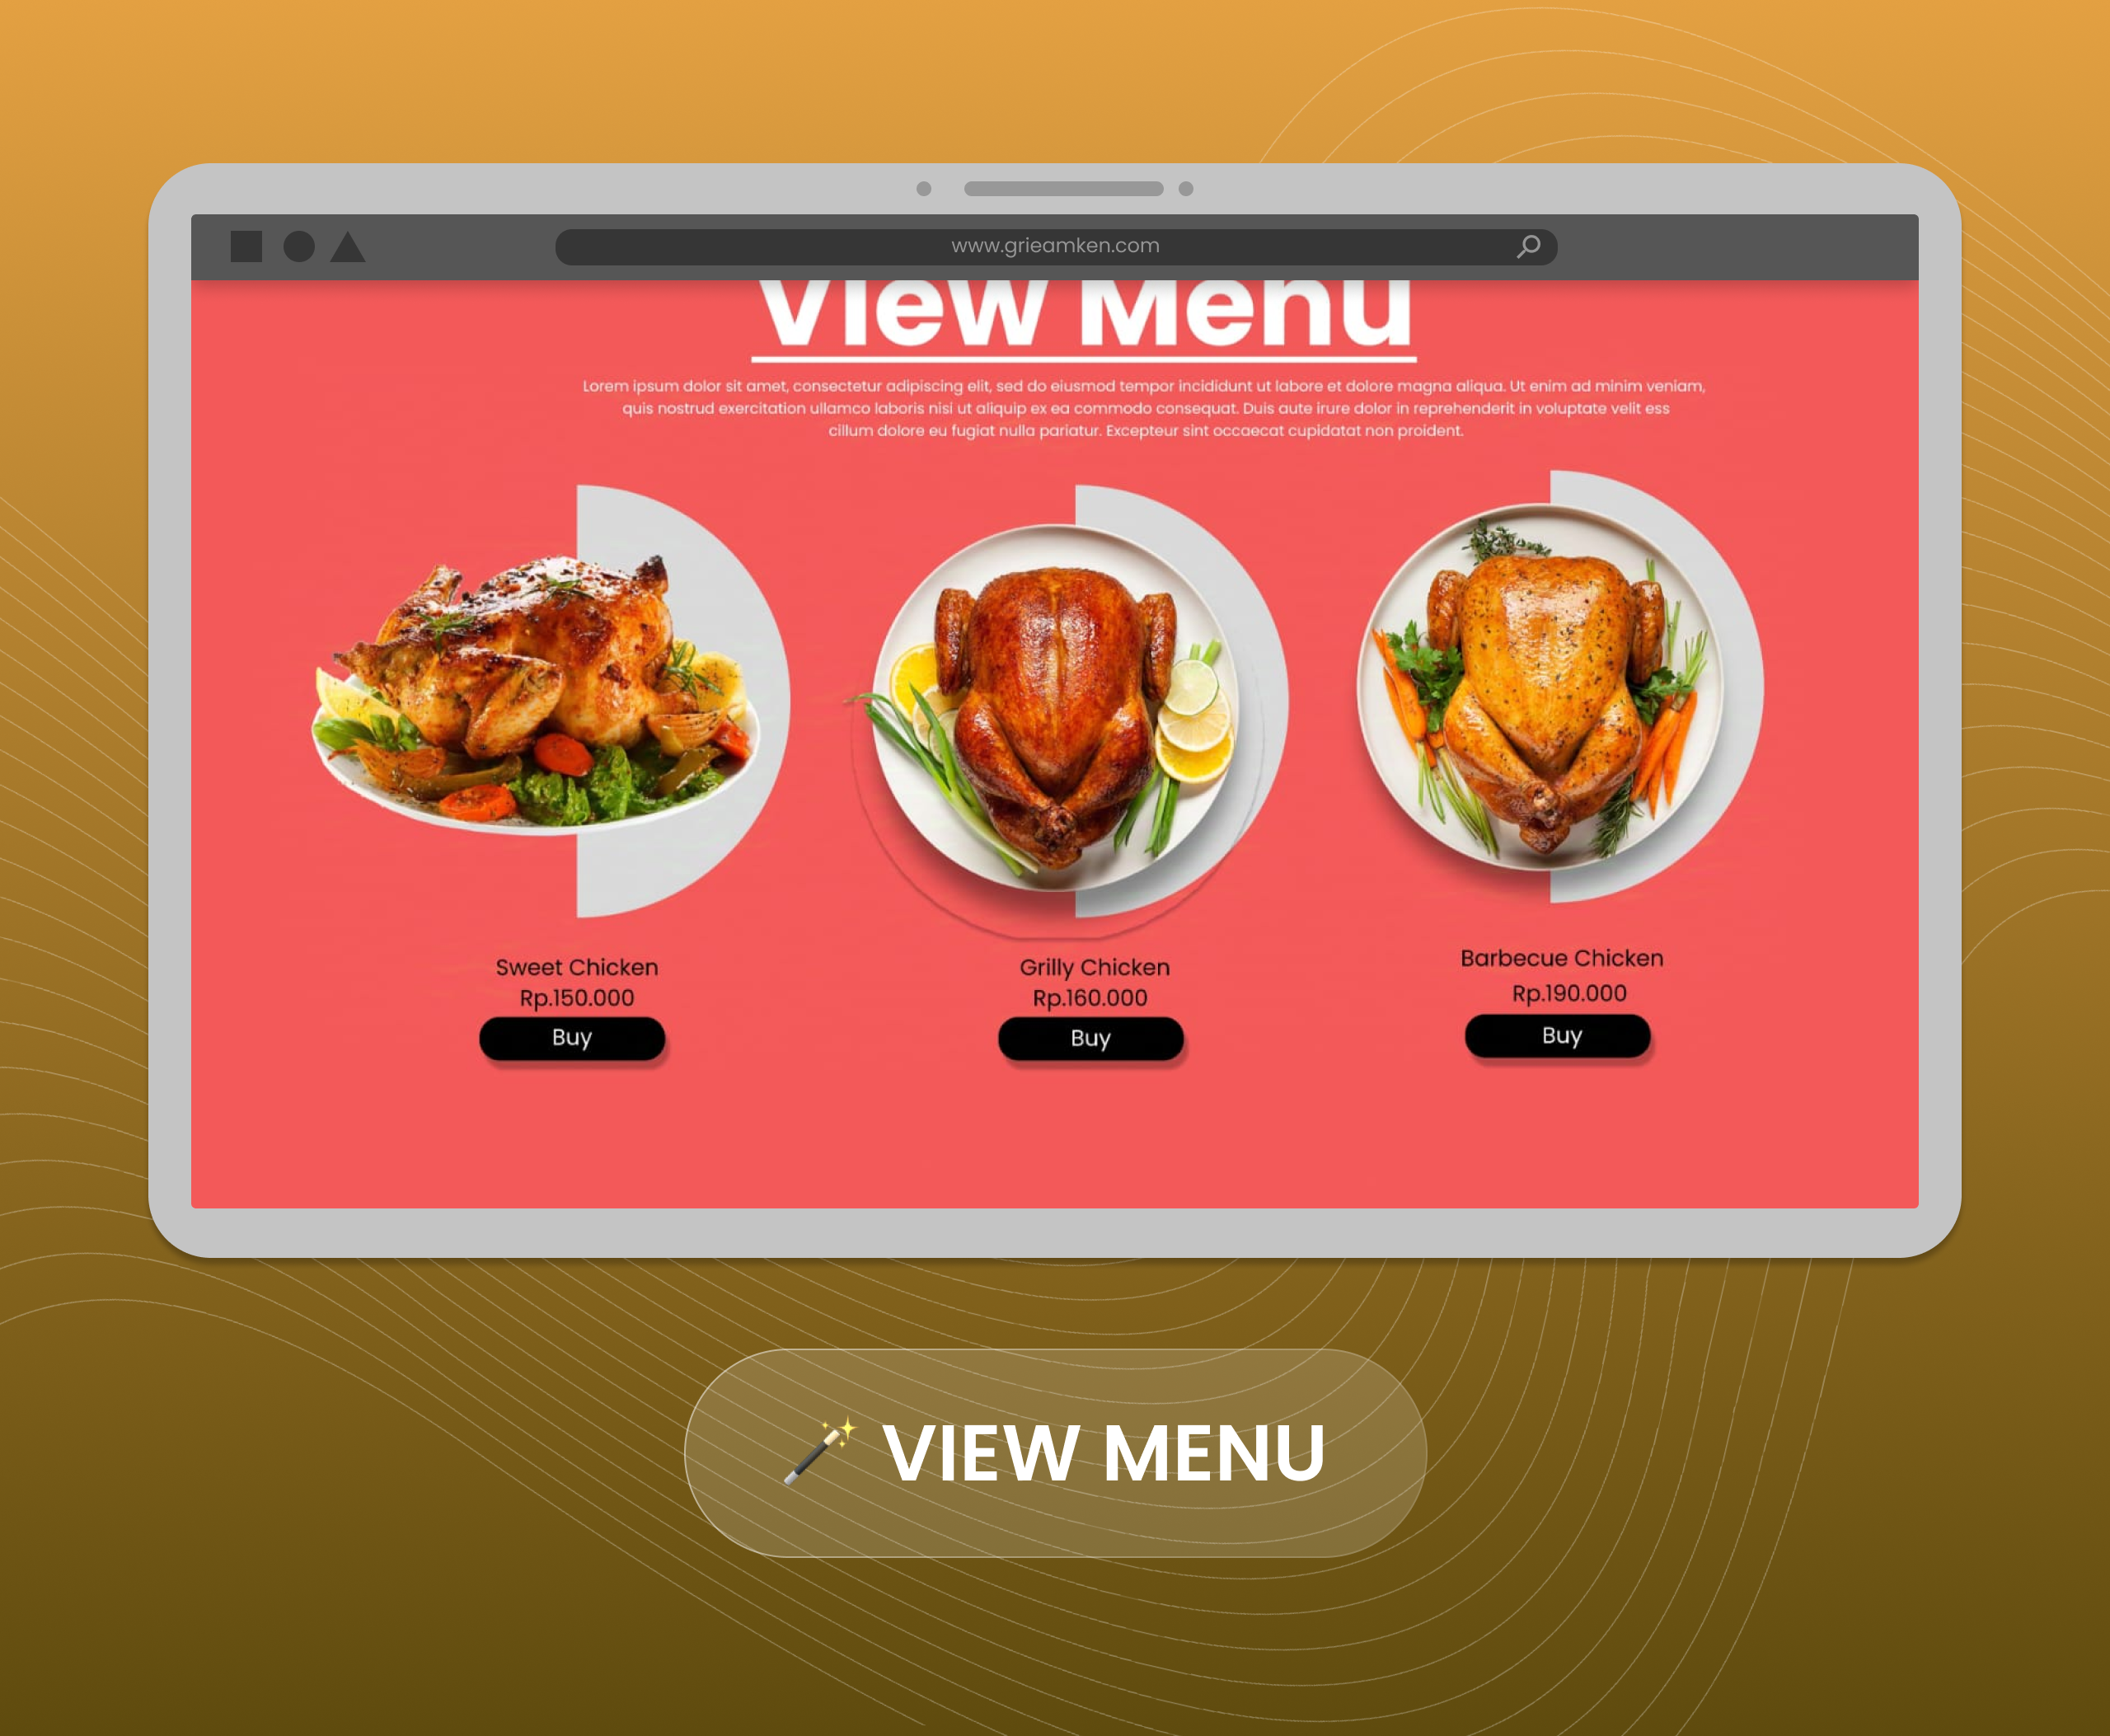 www.grieamken.com
View Menu
Lorem ipsum dolor sit amet, consectetur adipiscing elit, sed do eiusmod tempor incididunt ut labore et dolore magna aliqua. Ut enim ad minim veniam,
quis nostrud exercitation ullamco laboris nisi ut aliquip ex ea commodo consequat. Duis aute irure dolor in reprehenderit in voluptate velit ess
cillum dolore eu fugiat nulla pariatur. Excepteur sint occaecat cupidatat non proident.
Sweet Chicken
Rp.150.000
Buy
Grilly Chicken
Rp.160.000
Buy
Barbecue Chicken
Rp.190.000
Buy
VIEW MENU